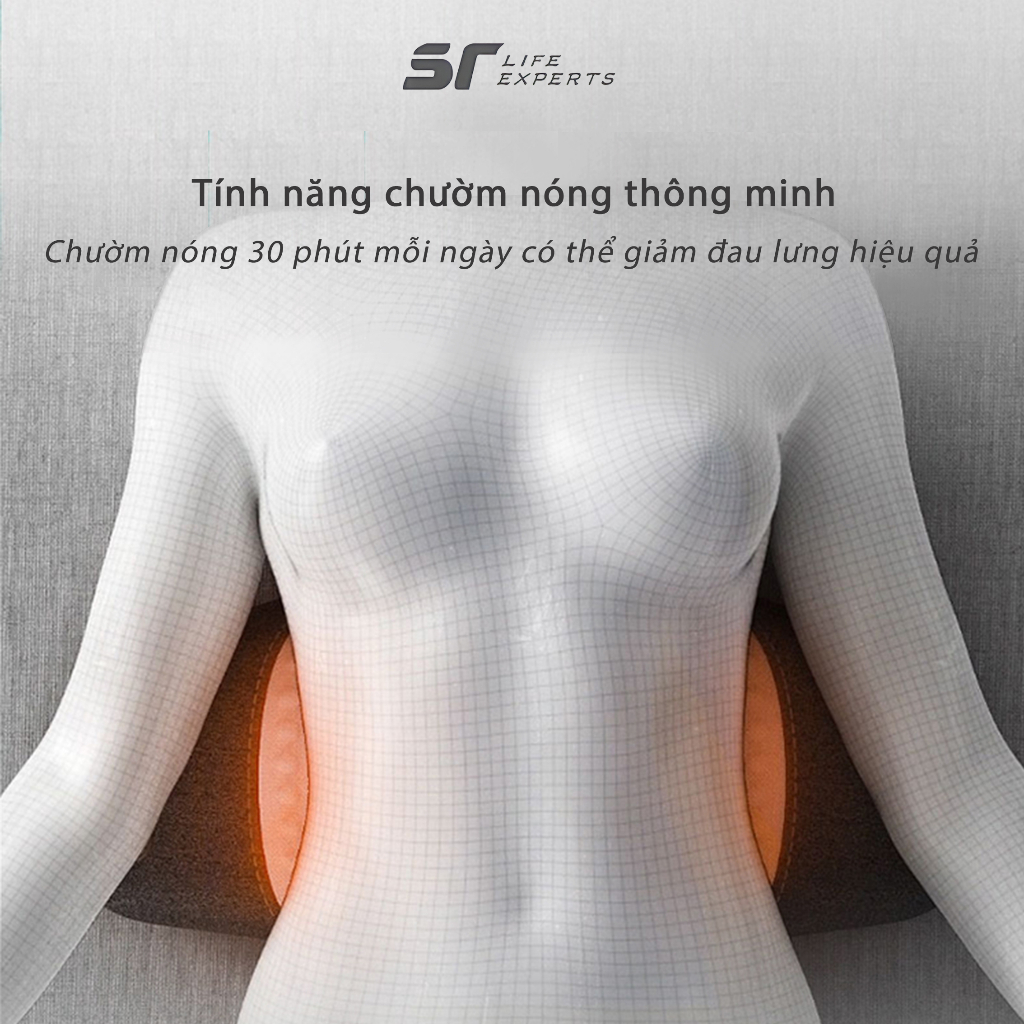 ST LIFE
EXPERTS
Tính năng chườm nóng thông minh
Chườm nóng 30 phút mỗi ngày có thể giảm đau lưng hiệu quả